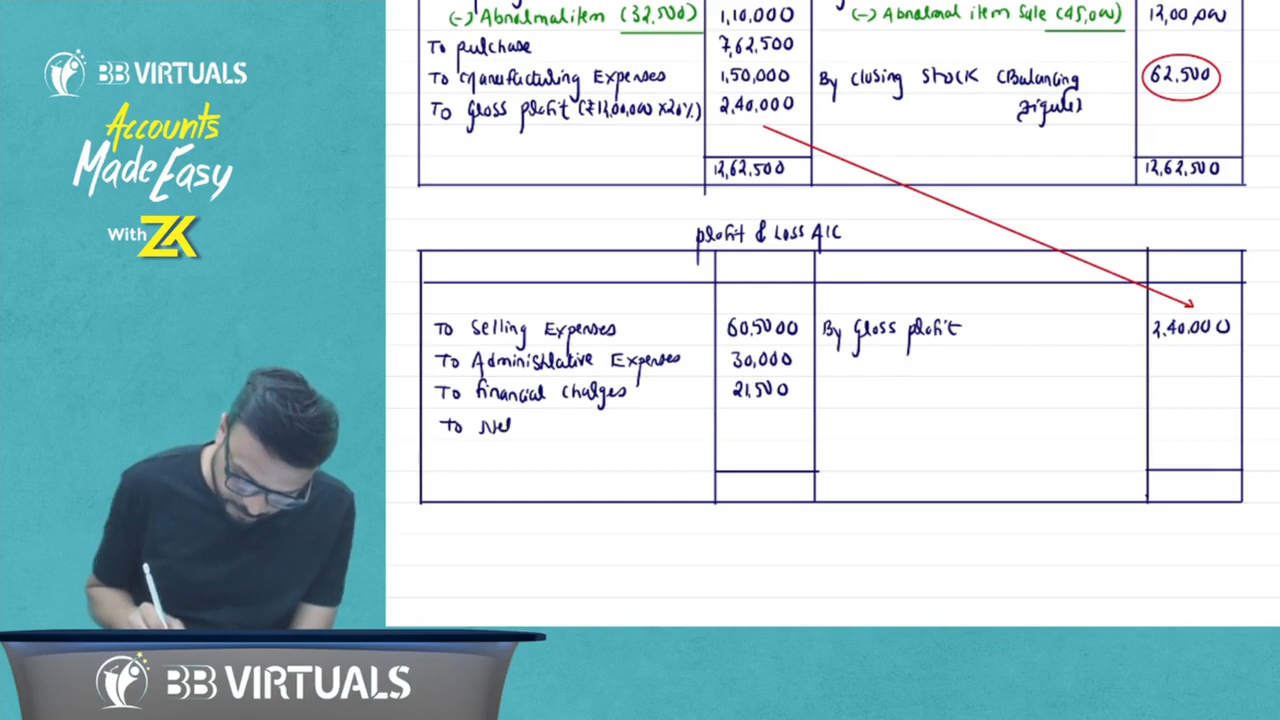 BB VIRTUALS
Accounts
Made Easy
With ZK
(-) Abnormal item (32,500) 1,10,000 (-) Abnormal item Sale (45,000) 12,00,000
To purchase 7,62,500
To Manufacturing Expenses 1,50,000 By closing stock (Balancing 62,500
To Gross profit (₹12,00,000 x20%) 2,40,000 figure)
12,62,500 12,62,500
profit & Loss A/C
To Selling Expenses 60,5000 By Gross profit 2,40,000
To Administrative Expenses 30,000
To financial charges 21,500
To Net
BB VIRTUALS